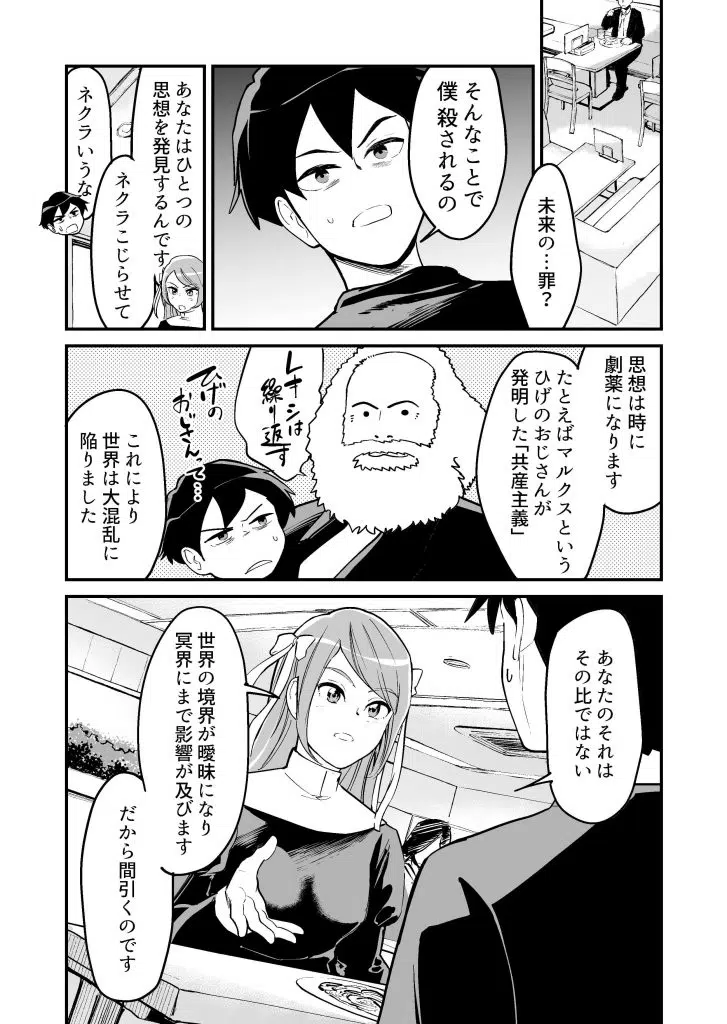 未来の…罪？
そんなことで
僕殺されるの
あなたはひとつの
思想を発見するんです
ネクラこじらせて
ネクラいうな
思想は時に
劇薬になります
たとえばマルクスという
ひげのおじさんが
発明した「共産主義」
レキシは
繰り返す
ひげの
おじさんて…
これにより
世界は大混乱に
陥りました
あなたのそれは
その比ではない
世界の境界が曖昧になり
冥界にまで影響が及びます
だから間引くのです